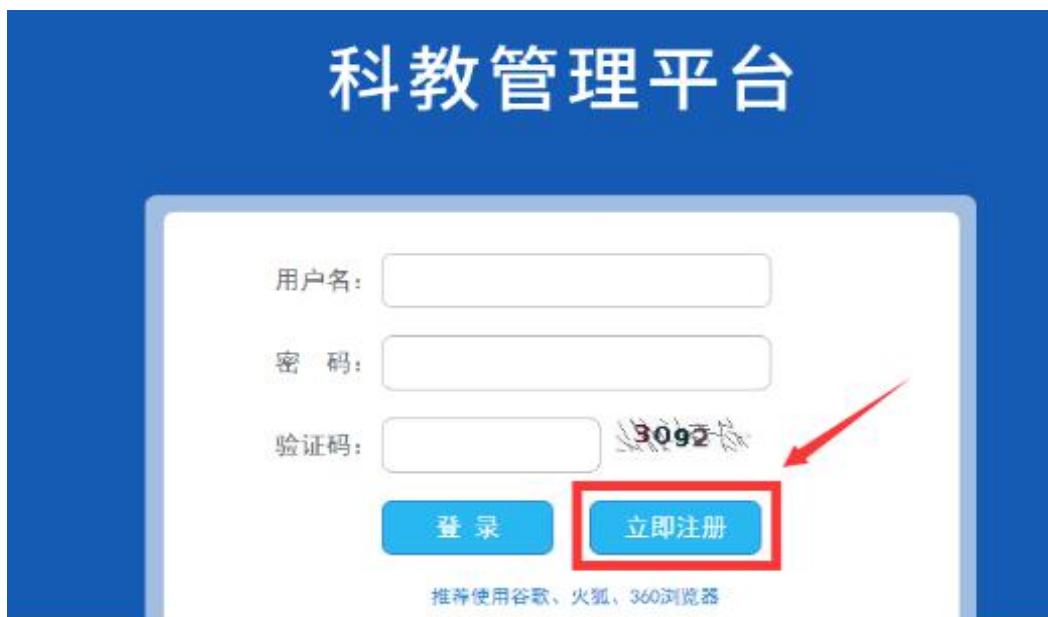 科教管理平台
用户名：
密 码：
验证码： 3092
登 录 立即注册
推荐使用谷歌、火狐、360浏览器